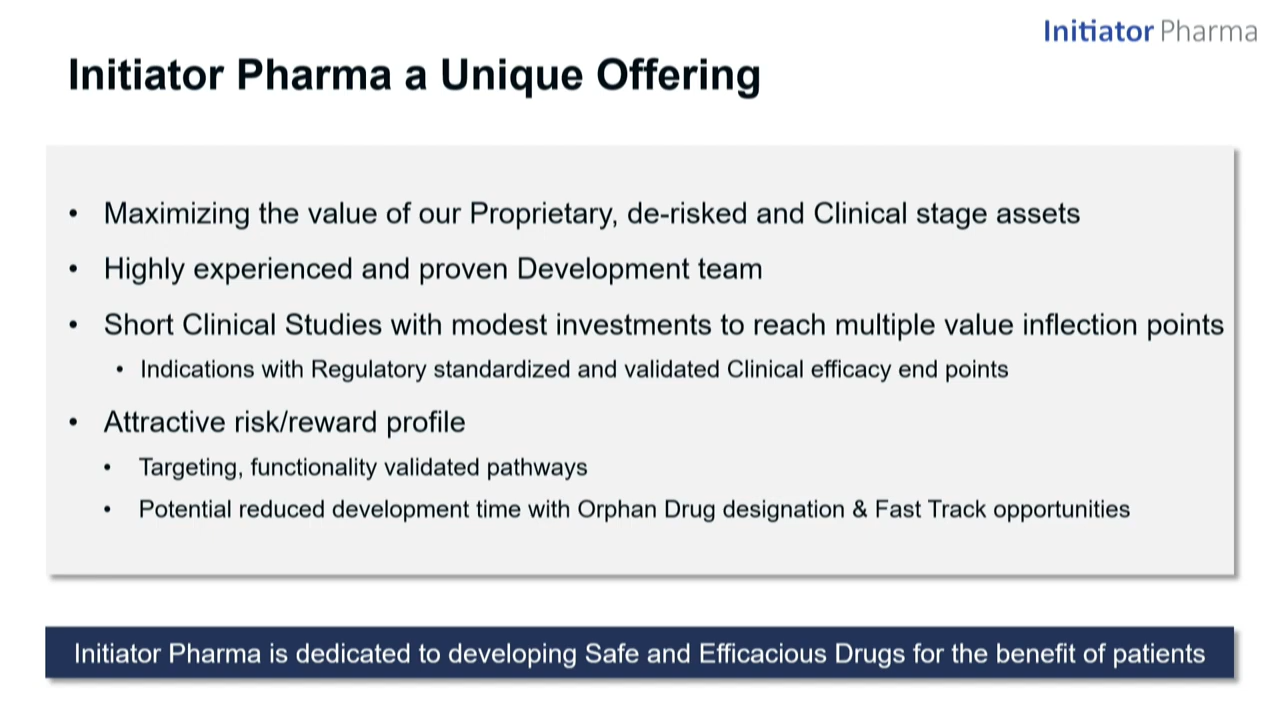 Initiator Pharma
Initiator Pharma a Unique Offering
• Maximizing the value of our Proprietary, de-risked and Clinical stage assets
• Highly experienced and proven Development team
• Short Clinical Studies with modest investments to reach multiple value inflection points
• Indications with Regulatory standardized and validated Clinical efficacy end points
• Attractive risk/reward profile
• Targeting, functionality validated pathways
• Potential reduced development time with Orphan Drug designation & Fast Track opportunities
Initiator Pharma is dedicated to developing Safe and Efficacious Drugs for the benefit of patients